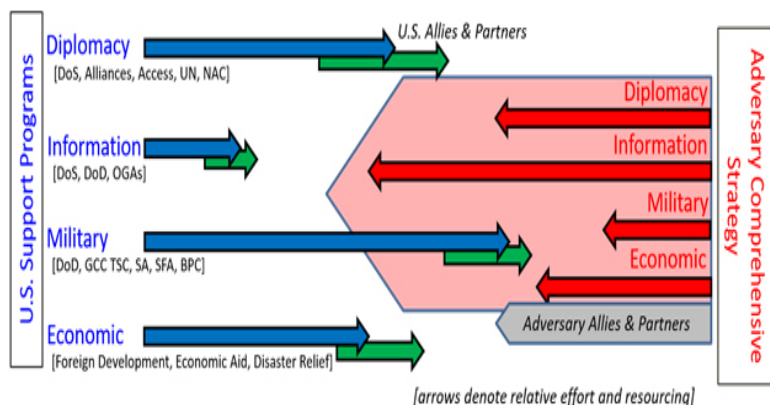 U.S. Support Programs
Diplomacy
[DoS, Alliances, Access, UN, NAC]
U.S. Allies & Partners
Information
[DoS, DoD, OGAs]
Military
[DoD, GCC TSC, SA, SFA, BPC]
Economic
[Foreign Development, Economic Aid, Disaster Relief]
Diplomacy
Information
Military
Economic
Adversary Allies & Partners
Adversary Comprehensive
Strategy
[arrows denote relative effort and resourcing]